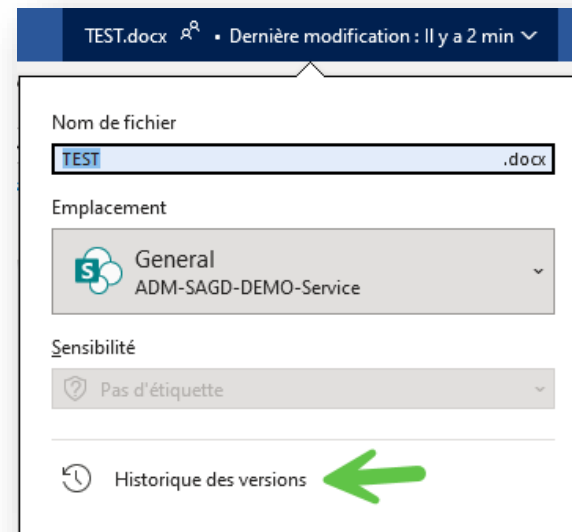 TEST.docx • Dernière modification : Il y a 2 min
Nom de fichier
TEST .docx
Emplacement
General
ADM-SAGD-DEMO-Service
Sensibilité
Pas d'étiquette
Historique des versions